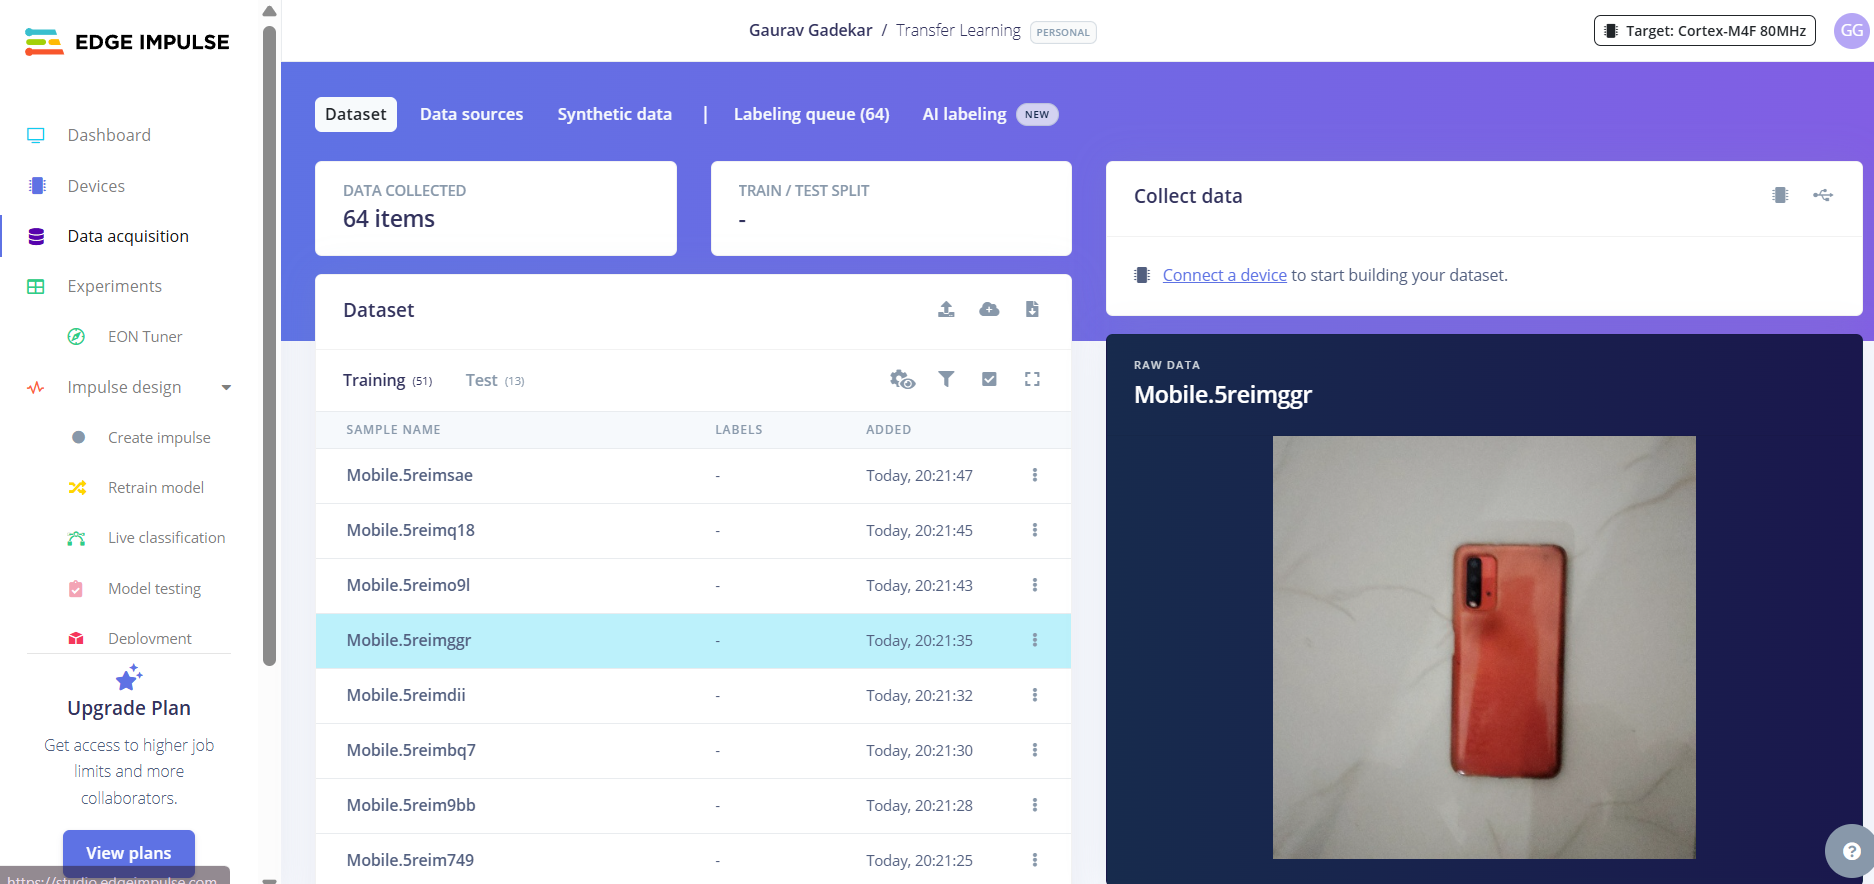 EDGE IMPULSE
Gaurav Gadekar / Transfer Learning PERSONAL
Target: Cortex-M4F 80MHz
GG
Dashboard
Devices
Data acquisition
Experiments
EON Tuner
Impulse design
Create impulse
Retrain model
Live classification
Model testing
Deployment
Upgrade Plan
Get access to higher job
limits and more
collaborators.
View plans
https://studio.edgeimpulse.com
Dataset Data sources Synthetic data | Labeling queue (64) AI labeling NEW
DATA COLLECTED
64 items
TRAIN / TEST SPLIT
-
Dataset
Training (51) Test (13)
SAMPLE NAME LABELS ADDED
Mobile.5reimsae - Today, 20:21:47
Mobile.5reimq18 - Today, 20:21:45
Mobile.5reimo9l - Today, 20:21:43
Mobile.5reimggr - Today, 20:21:35
Mobile.5reimdii - Today, 20:21:32
Mobile.5reimbq7 - Today, 20:21:30
Mobile.5reim9bb - Today, 20:21:28
Mobile.5reim749 - Today, 20:21:25
Collect data
Connect a device to start building your dataset.
RAW DATA
Mobile.5reimggr
?